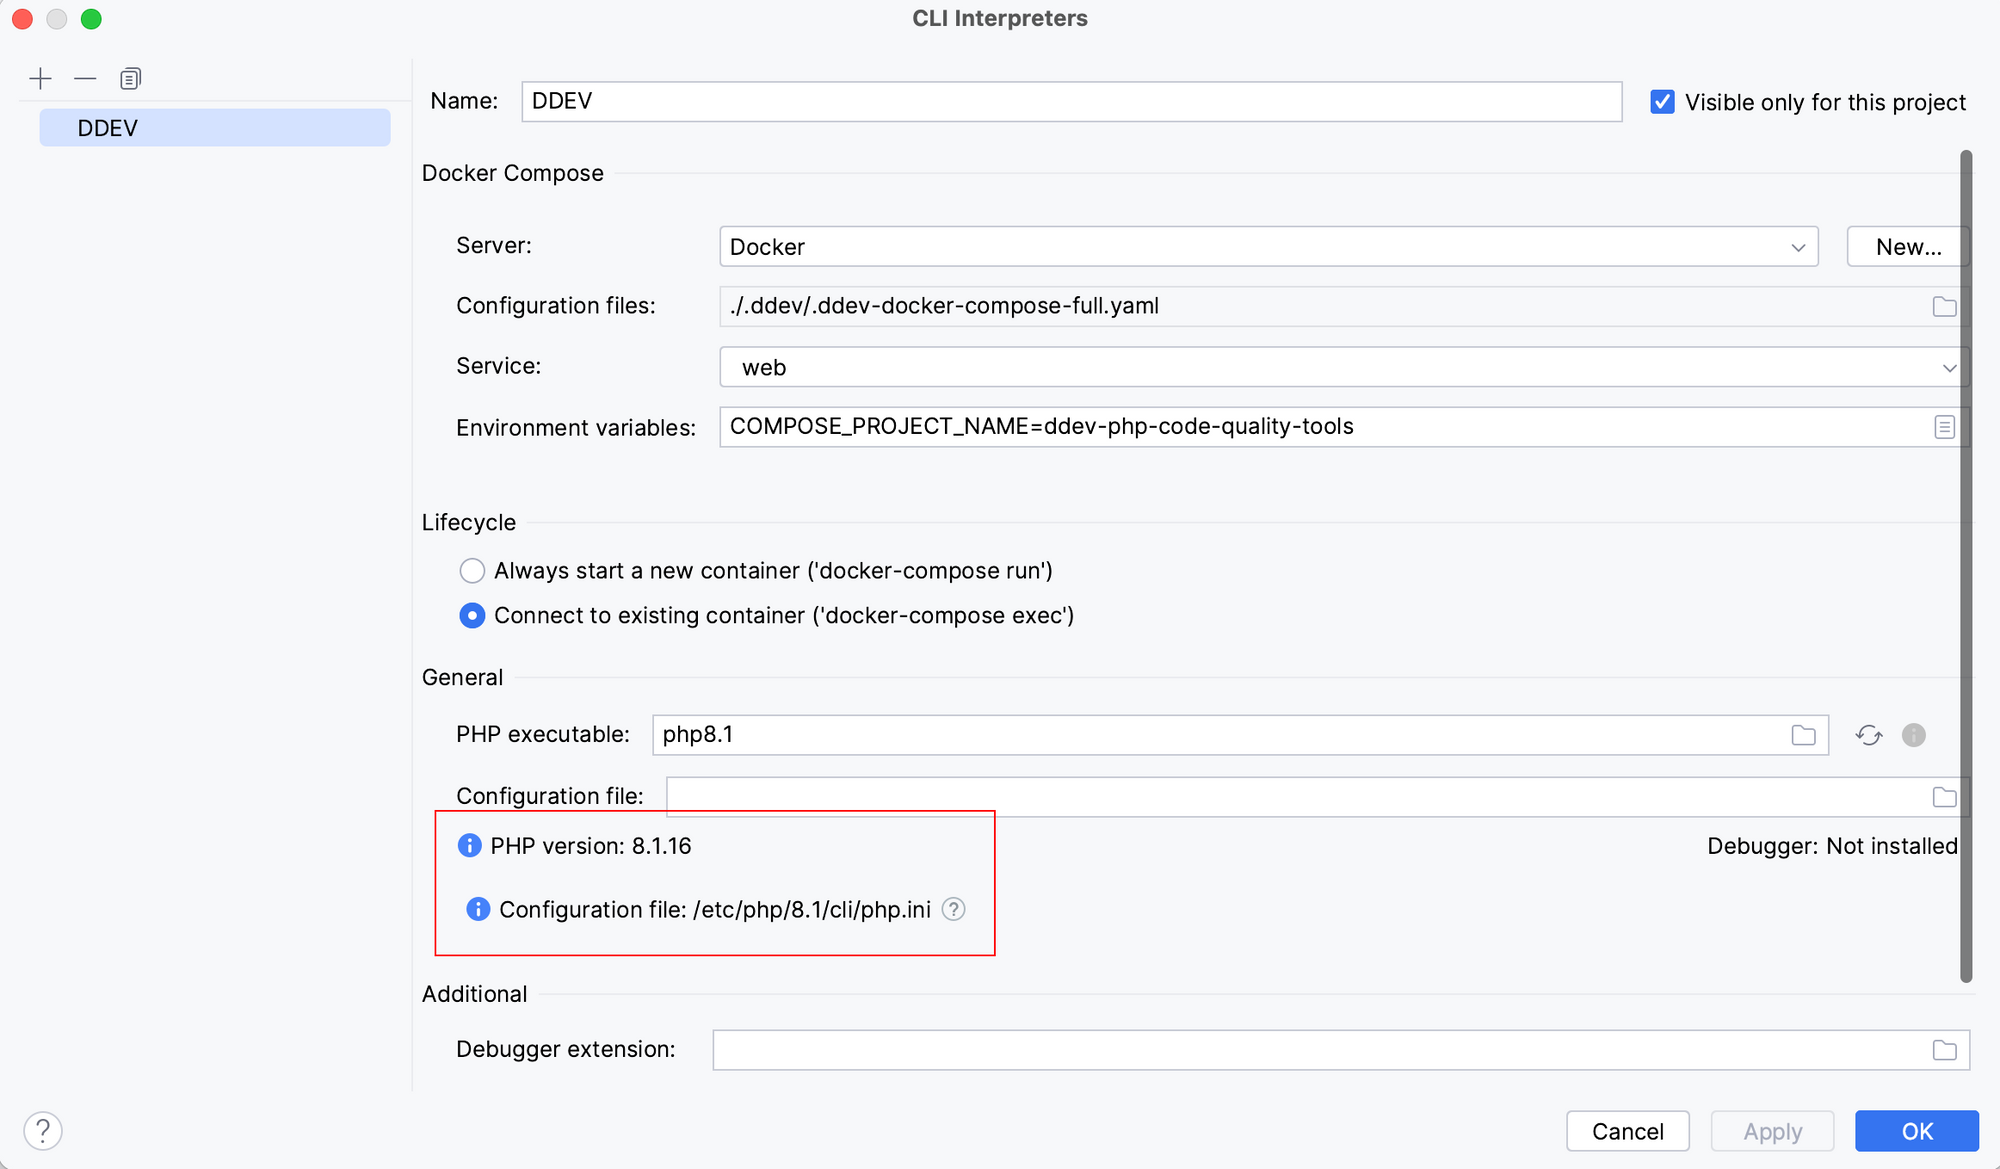 CLI Interpreters
DDEV
Name: DDEV
Visible only for this project
Docker Compose
Server: Docker
New...
Configuration files: ./.ddev/.ddev-docker-compose-full.yaml
Service: web
Environment variables: COMPOSE_PROJECT_NAME=ddev-php-code-quality-tools
Lifecycle
Always start a new container ('docker-compose run')
Connect to existing container ('docker-compose exec')
General
PHP executable: php8.1
Configuration file:
PHP version: 8.1.16
Debugger: Not installed
Configuration file: /etc/php/8.1/cli/php.ini ?
Additional
Debugger extension:
? Cancel Apply OK